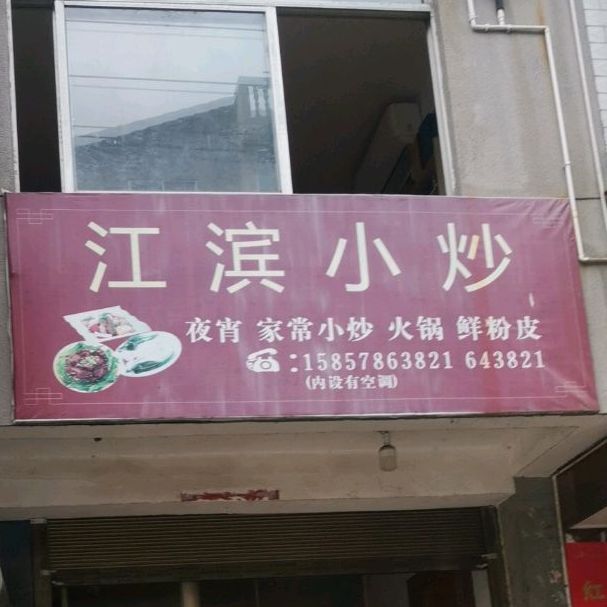 江滨小炒
夜宵 家常小炒 火锅 鲜粉皮
☎:15857863821 643821
(内设有空调)
红